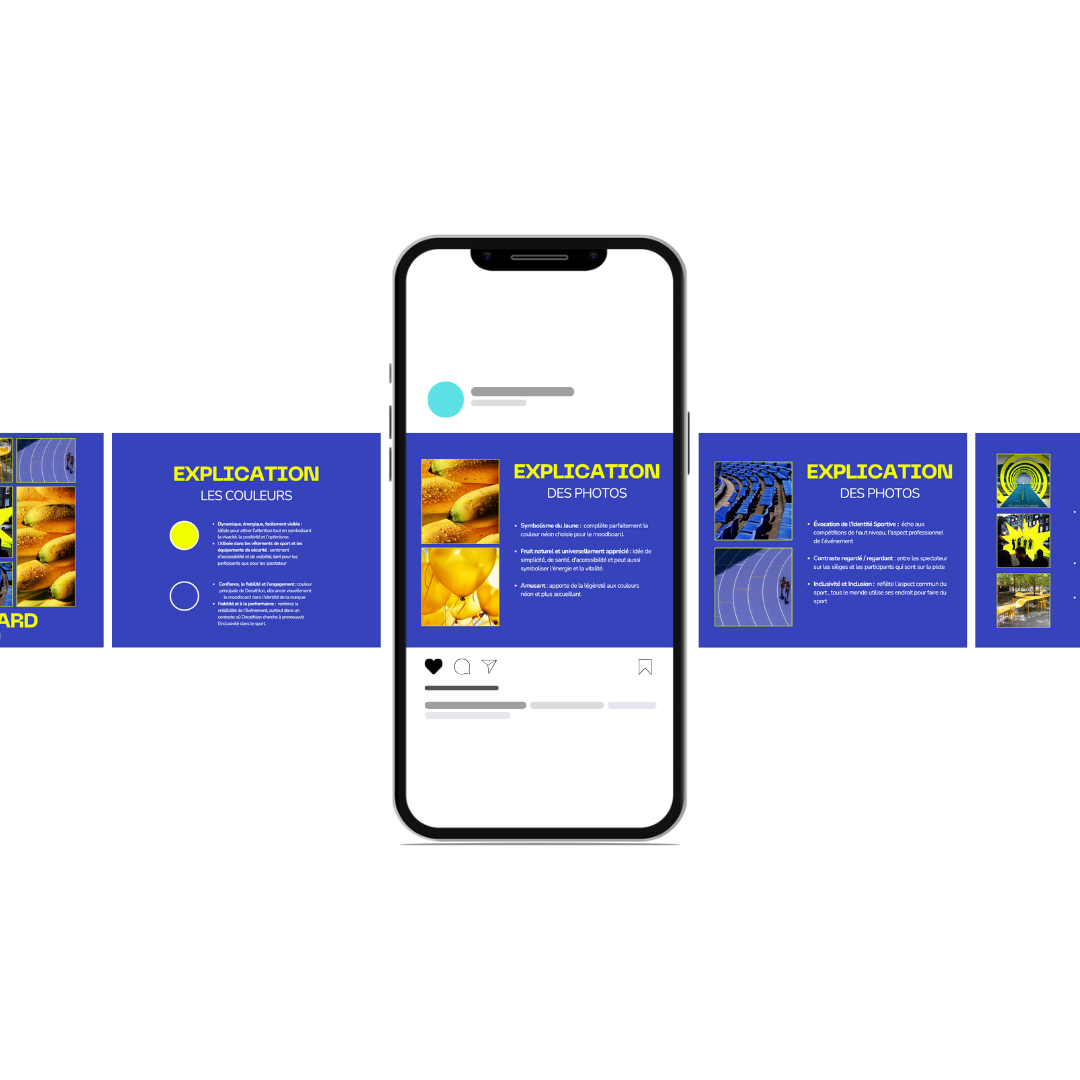 ARD
EXPLICATION
LES COULEURS
Dynamique, énergique, facilement visible :
idéale pour attirer l'attention tout en symbolisant
la vivacité, la positivité et l'optimisme.
Utilisée dans les vêtements de sport et les
équipements de sécurité : sentiment
d'accessibilité et de visibilité, tant pour les
participants que pour les spectateur
Confiance, la fiabilité et l'engagement : couleur
principale de Decathlon, elle ancre visuellement
le moodboard dans l'identité de la marque.
Fiabilité et à la performance : renforce la
crédibilité de l'événement, surtout dans un
contexte où Decathlon cherche à promouvoir
l'inclusivité dans le sport.
EXPLICATION
DES PHOTOS
Symbolisme du Jaune : complète parfaitement la
couleur néon choisie pour le moodboard.
Fruit naturel et universellement apprécié : idée de
simplicité, de santé, d'accessibilité et peut aussi
symboliser l'énergie et la vitalité.
Amusant : apporte de la légèreté aux couleurs
néon et plus accueillant
EXPLICATION
DES PHOTOS
Évocation de l'Identité Sportive : écho aux
compétitions de haut niveau, l'aspect professionel
de l'événement
Contraste regardé / regardant : entre les spectateur
sur les sièges et les participants qui sont sur la piste
Inclusivité et Inclusion : reflète l'aspect commun du
sport , tous le monde utilise ses endroit pour faire du
sport